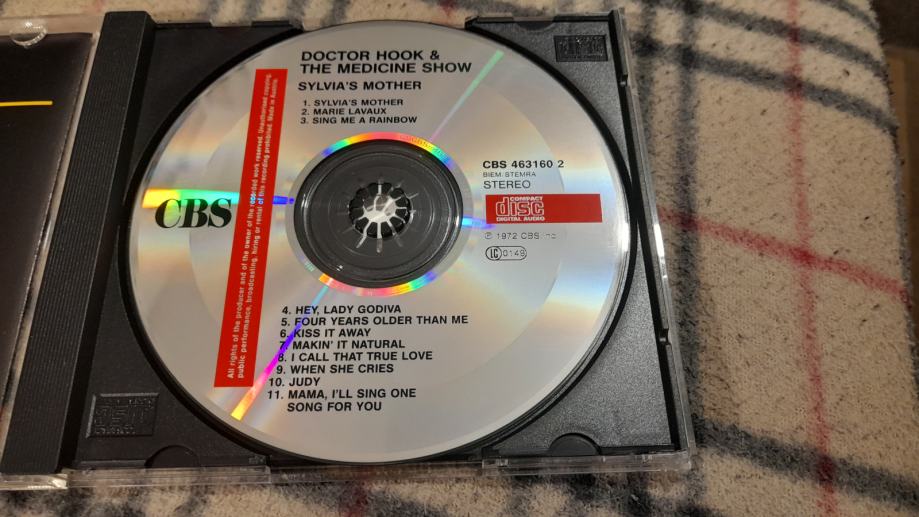 DOCTOR HOOK &
THE MEDICINE SHOW
SYLVIA'S MOTHER
1. SYLVIA'S MOTHER
2. MARIE LAVAUX
3. SING ME A RAINBOW
CBS
All rights of the producer and of the owner of the recorded work reserved. Unauthorised copying,
public performance, broadcasting, hiring or rental of this recording prohibited. Made in Austria.
CBS 463160 2
BIEM/STEMRA
STEREO
COMPACT
disc
DIGITAL AUDIO
℗ 1972 CBS Inc.
LC 0149
4. HEY, LADY GODIVA
5. FOUR YEARS OLDER THAN ME
6. KISS IT AWAY
7. MAKIN' IT NATURAL
8. I CALL THAT TRUE LOVE
9. WHEN SHE CRIES
10. JUDY
11. MAMA, I'LL SING ONE
SONG FOR YOU